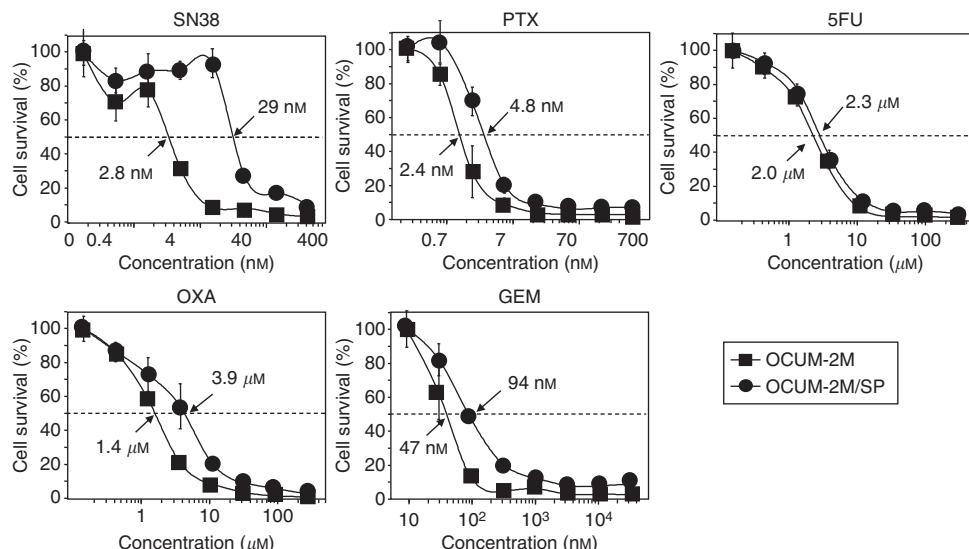 SN38
Cell survival (%)
100
80
60
40
20
0
29 nM
2.8 nM
0 0.4 4 40 400
Concentration (nM)
PTX
Cell survival (%)
100
80
60
40
20
0
4.8 nM
2.4 nM
0.7 7 70 700
Concentration (nM)
5FU
Cell survival (%)
100
80
60
40
20
0
2.3 μM
2.0 μM
1 10 100
Concentration (μM)
OXA
Cell survival (%)
100
80
60
40
20
0
3.9 μM
1.4 μM
1 10 100
Concentration (μM)
GEM
Cell survival (%)
100
80
60
40
20
0
94 nM
47 nM
10 10² 10³ 10⁴
Concentration (nM)
OCUM-2M
OCUM-2M/SP